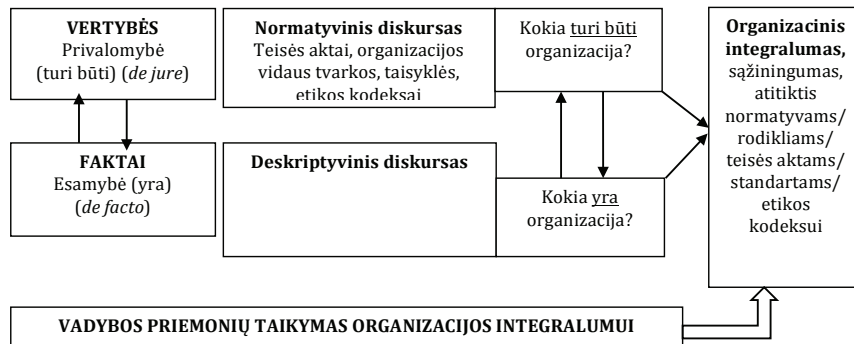 VERTYBĖS
Privalomybė
(turi būti) (de jure)
Normatyvinis diskursas
Teisės aktai, organizacijos
vidaus tvarkos, taisyklės,
etikos kodeksai
Kokia turi būti
organizacija?
FAKTAI
Esamybė (yra)
(de facto)
Deskriptyvinis diskursas
Kokia yra
organizacija?
Organizacinis
integralumas,
sąžiningumas,
atitiktis
normatyvams/
rodikliams/
teisės aktams/
standartams/
etikos
kodeksui
VADYBOS PRIEMONIŲ TAIKYMAS ORGANIZACIJOS INTEGRALUMUI